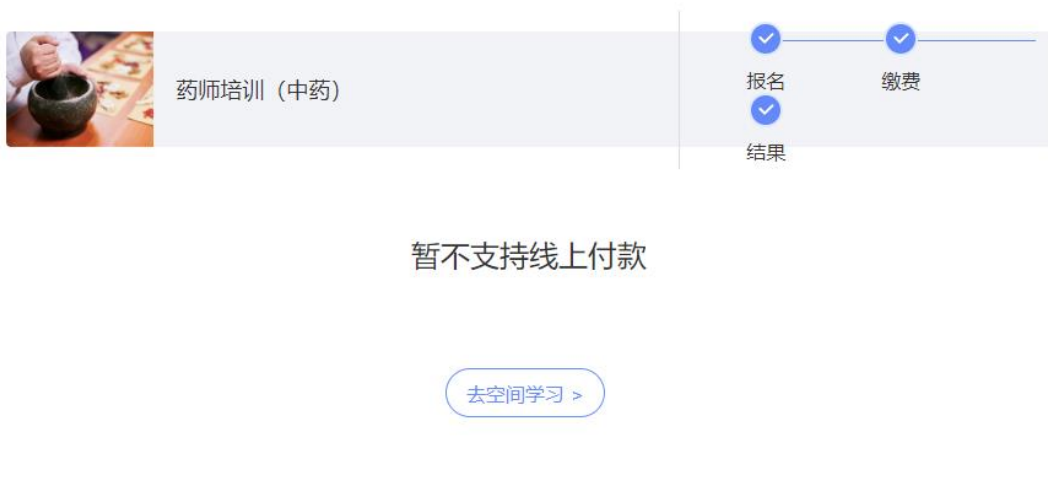 药师培训（中药）
报名
缴费
结果
暂不支持线上付款
去空间学习 >